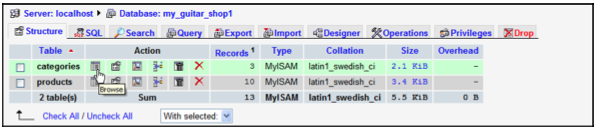 Server: localhost ▸ Database: my_guitar_shop1
Structure SQL Search Query Export Import Designer Operations Privileges Drop
Table Action Records 1 Type Collation Size Overhead
categories 3 MyISAM latin1_swedish_ci 2.1 KiB –
products 10 MyISAM latin1_swedish_ci 3.4 KiB –
Browse
2 table(s) Sum 13 MyISAM latin1_swedish_ci 5.5 KiB 0 B
Check All / Uncheck All With selected: